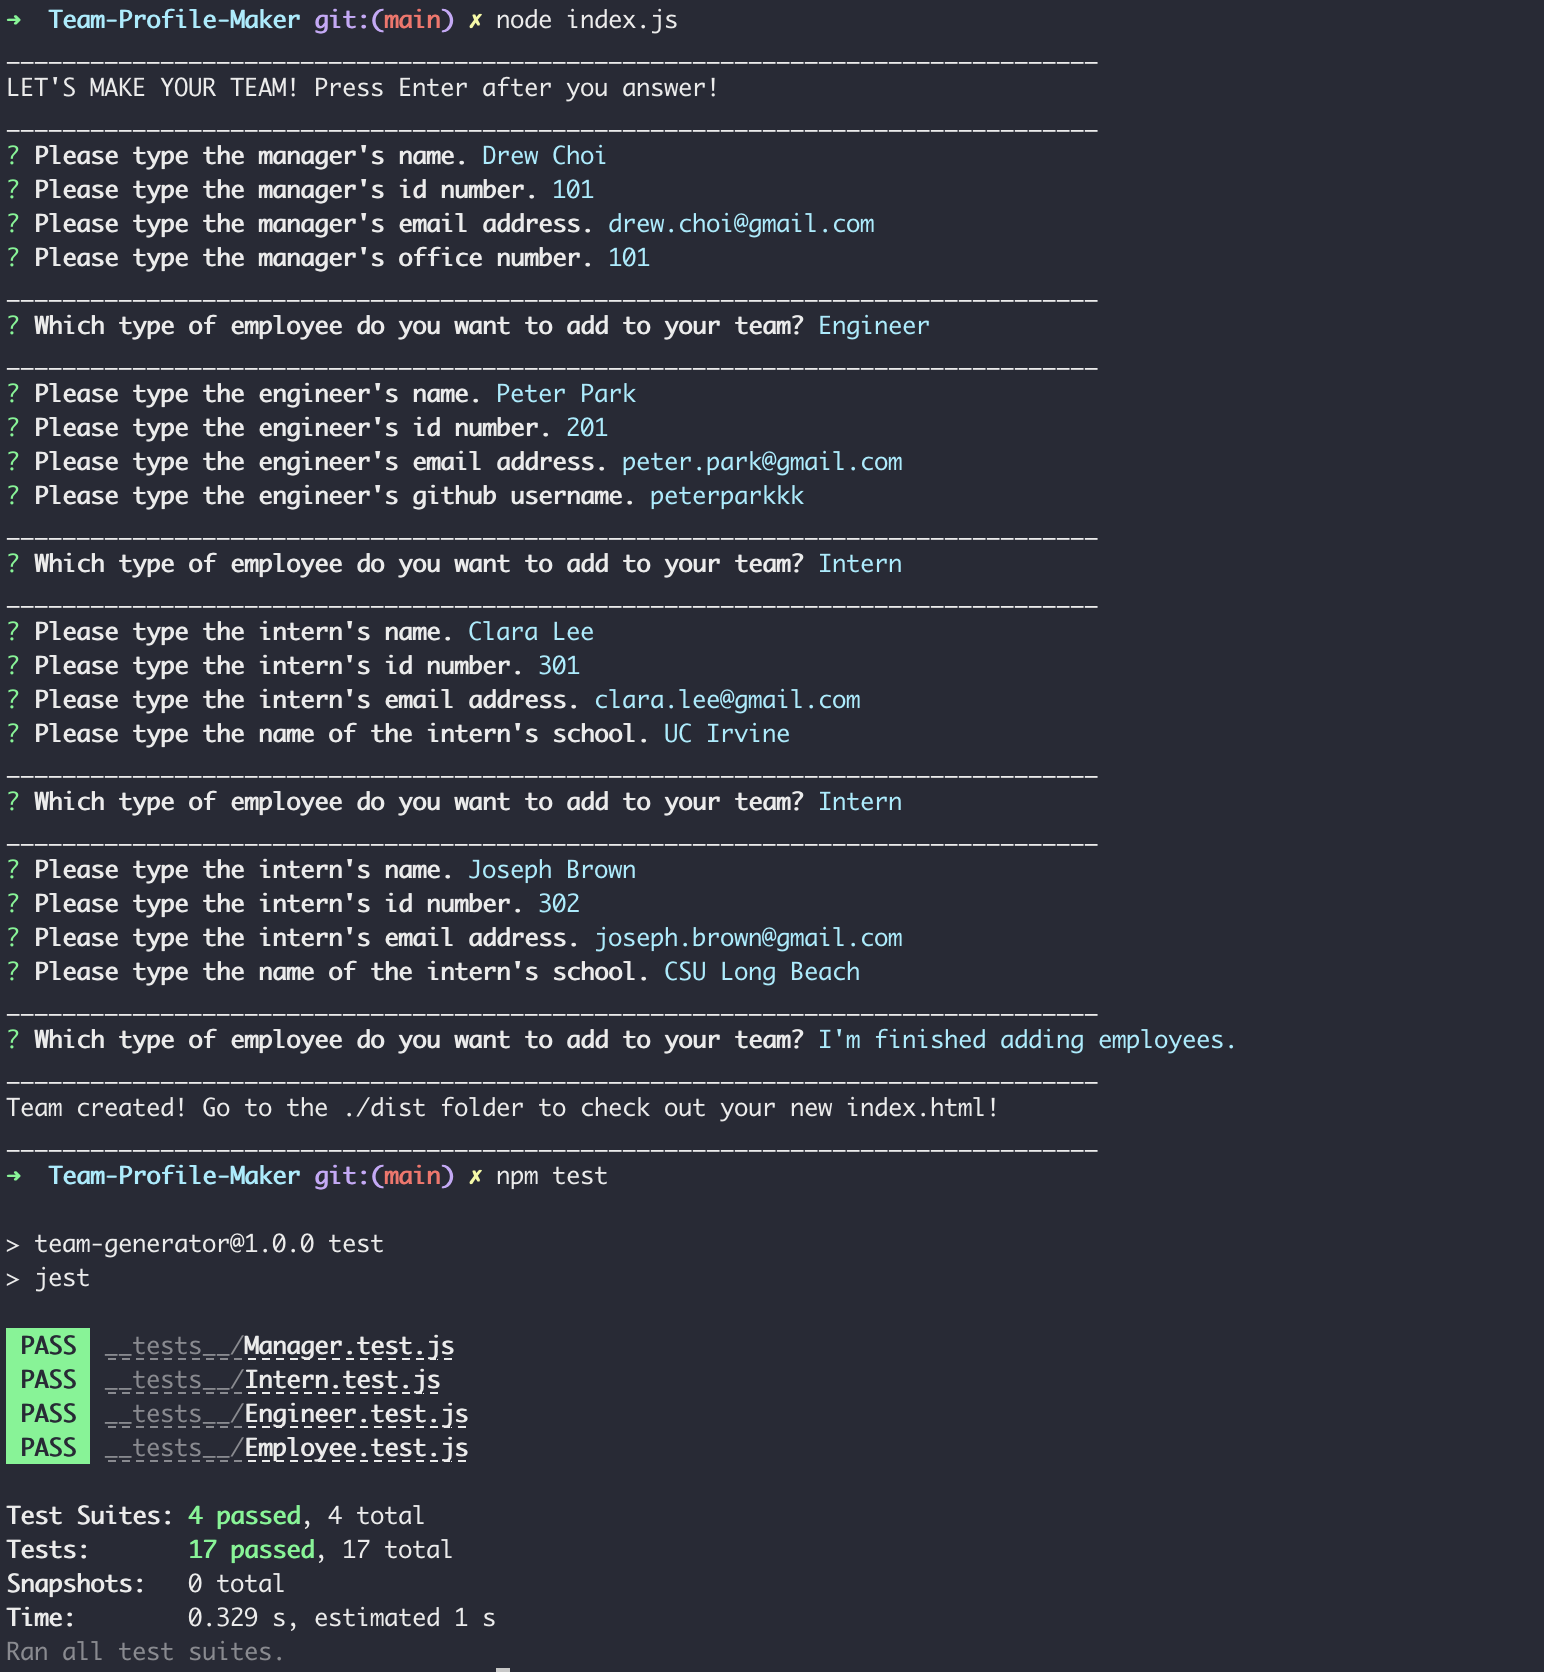 ➜  Team-Profile-Maker git:(main) ✗ node index.js
______________________________________________________________________________
LET'S MAKE YOUR TEAM! Press Enter after you answer!
______________________________________________________________________________
? Please type the manager's name. Drew Choi
? Please type the manager's id number. 101
? Please type the manager's email address. drew.choi@gmail.com
? Please type the manager's office number. 101
______________________________________________________________________________
? Which type of employee do you want to add to your team? Engineer
______________________________________________________________________________
? Please type the engineer's name. Peter Park
? Please type the engineer's id number. 201
? Please type the engineer's email address. peter.park@gmail.com
? Please type the engineer's github username. peterparkkk
______________________________________________________________________________
? Which type of employee do you want to add to your team? Intern
______________________________________________________________________________
? Please type the intern's name. Clara Lee
? Please type the intern's id number. 301
? Please type the intern's email address. clara.lee@gmail.com
? Please type the name of the intern's school. UC Irvine
______________________________________________________________________________
? Which type of employee do you want to add to your team? Intern
______________________________________________________________________________
? Please type the intern's name. Joseph Brown
? Please type the intern's id number. 302
? Please type the intern's email address. joseph.brown@gmail.com
? Please type the name of the intern's school. CSU Long Beach
______________________________________________________________________________
? Which type of employee do you want to add to your team? I'm finished adding employees.
______________________________________________________________________________
Team created! Go to the ./dist folder to check out your new index.html!
______________________________________________________________________________
➜  Team-Profile-Maker git:(main) ✗ npm test

> team-generator@1.0.0 test
> jest

PASS __tests__/Manager.test.js
PASS __tests__/Intern.test.js
PASS __tests__/Engineer.test.js
PASS __tests__/Employee.test.js

Test Suites: 4 passed, 4 total
Tests:       17 passed, 17 total
Snapshots:   0 total
Time:        0.329 s, estimated 1 s
Ran all test suites.